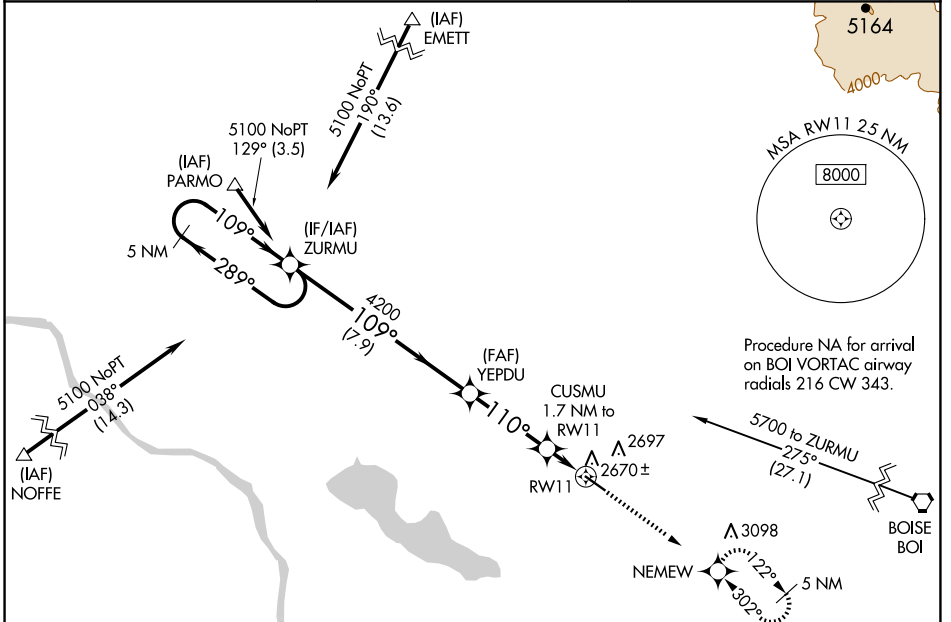 (IAF)
EMETT
5100 NoPT
190°
(13.6)
5164
4000
MSA RW11 25 NM
8000
5100 NoPT
129° (3.5)
(IAF)
PARMO
(IF/IAF)
ZURMU
109°
5 NM
289°
4200
109°
(7.9)
Procedure NA for arrival
on BOI VORTAC airway
radials 216 CW 343.
(FAF)
YEPDU
110°
CUSMU
1.7 NM to
RW11
5100 NoPT
038°
(14.3)
(IAF)
NOFFE
2697
2670±
RW11
5700 to ZURMU
275°
(27.1)
BOISE
BOI
3098
NEMEW
122°
302°
5 NM